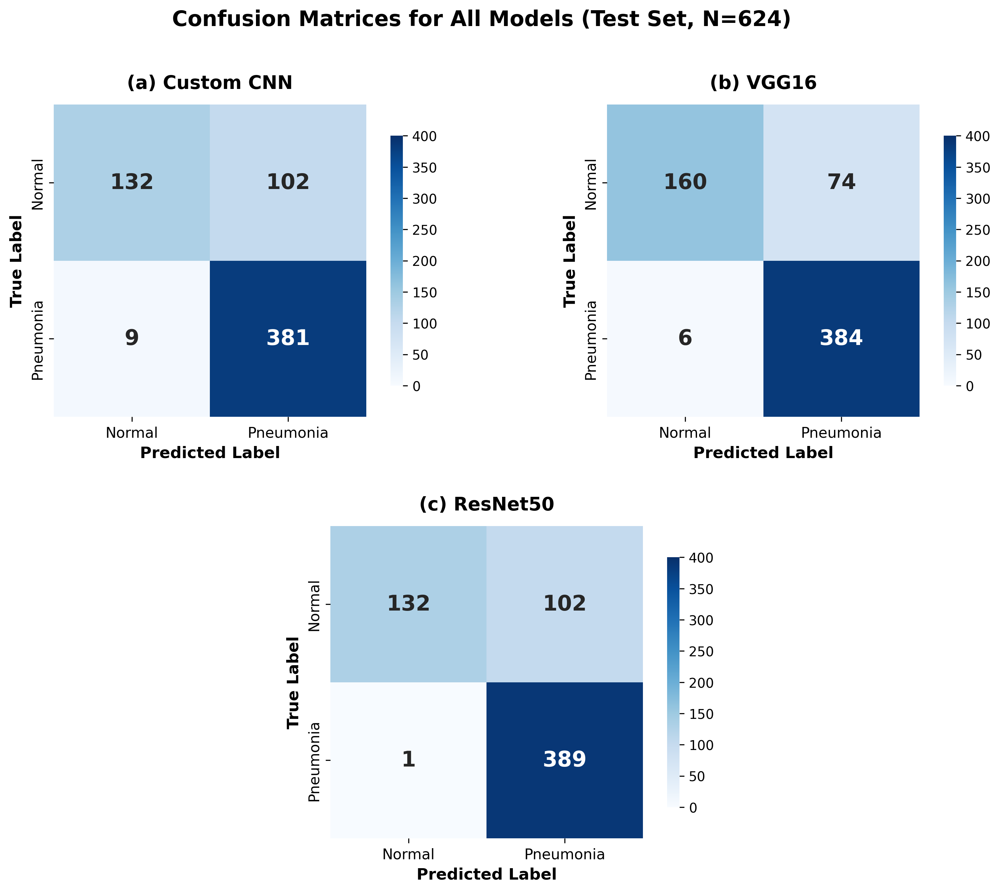 Confusion Matrices for All Models (Test Set, N=624)
(a) Custom CNN
True Label
Normal
Pneumonia
132
102
9
381
Normal
Pneumonia
Predicted Label
400
350
300
250
200
150
100
50
0
(b) VGG16
True Label
Normal
Pneumonia
160
74
6
384
Normal
Pneumonia
Predicted Label
400
350
300
250
200
150
100
50
0
(c) ResNet50
True Label
Normal
Pneumonia
132
102
1
389
Normal
Pneumonia
Predicted Label
400
350
300
250
200
150
100
50
0